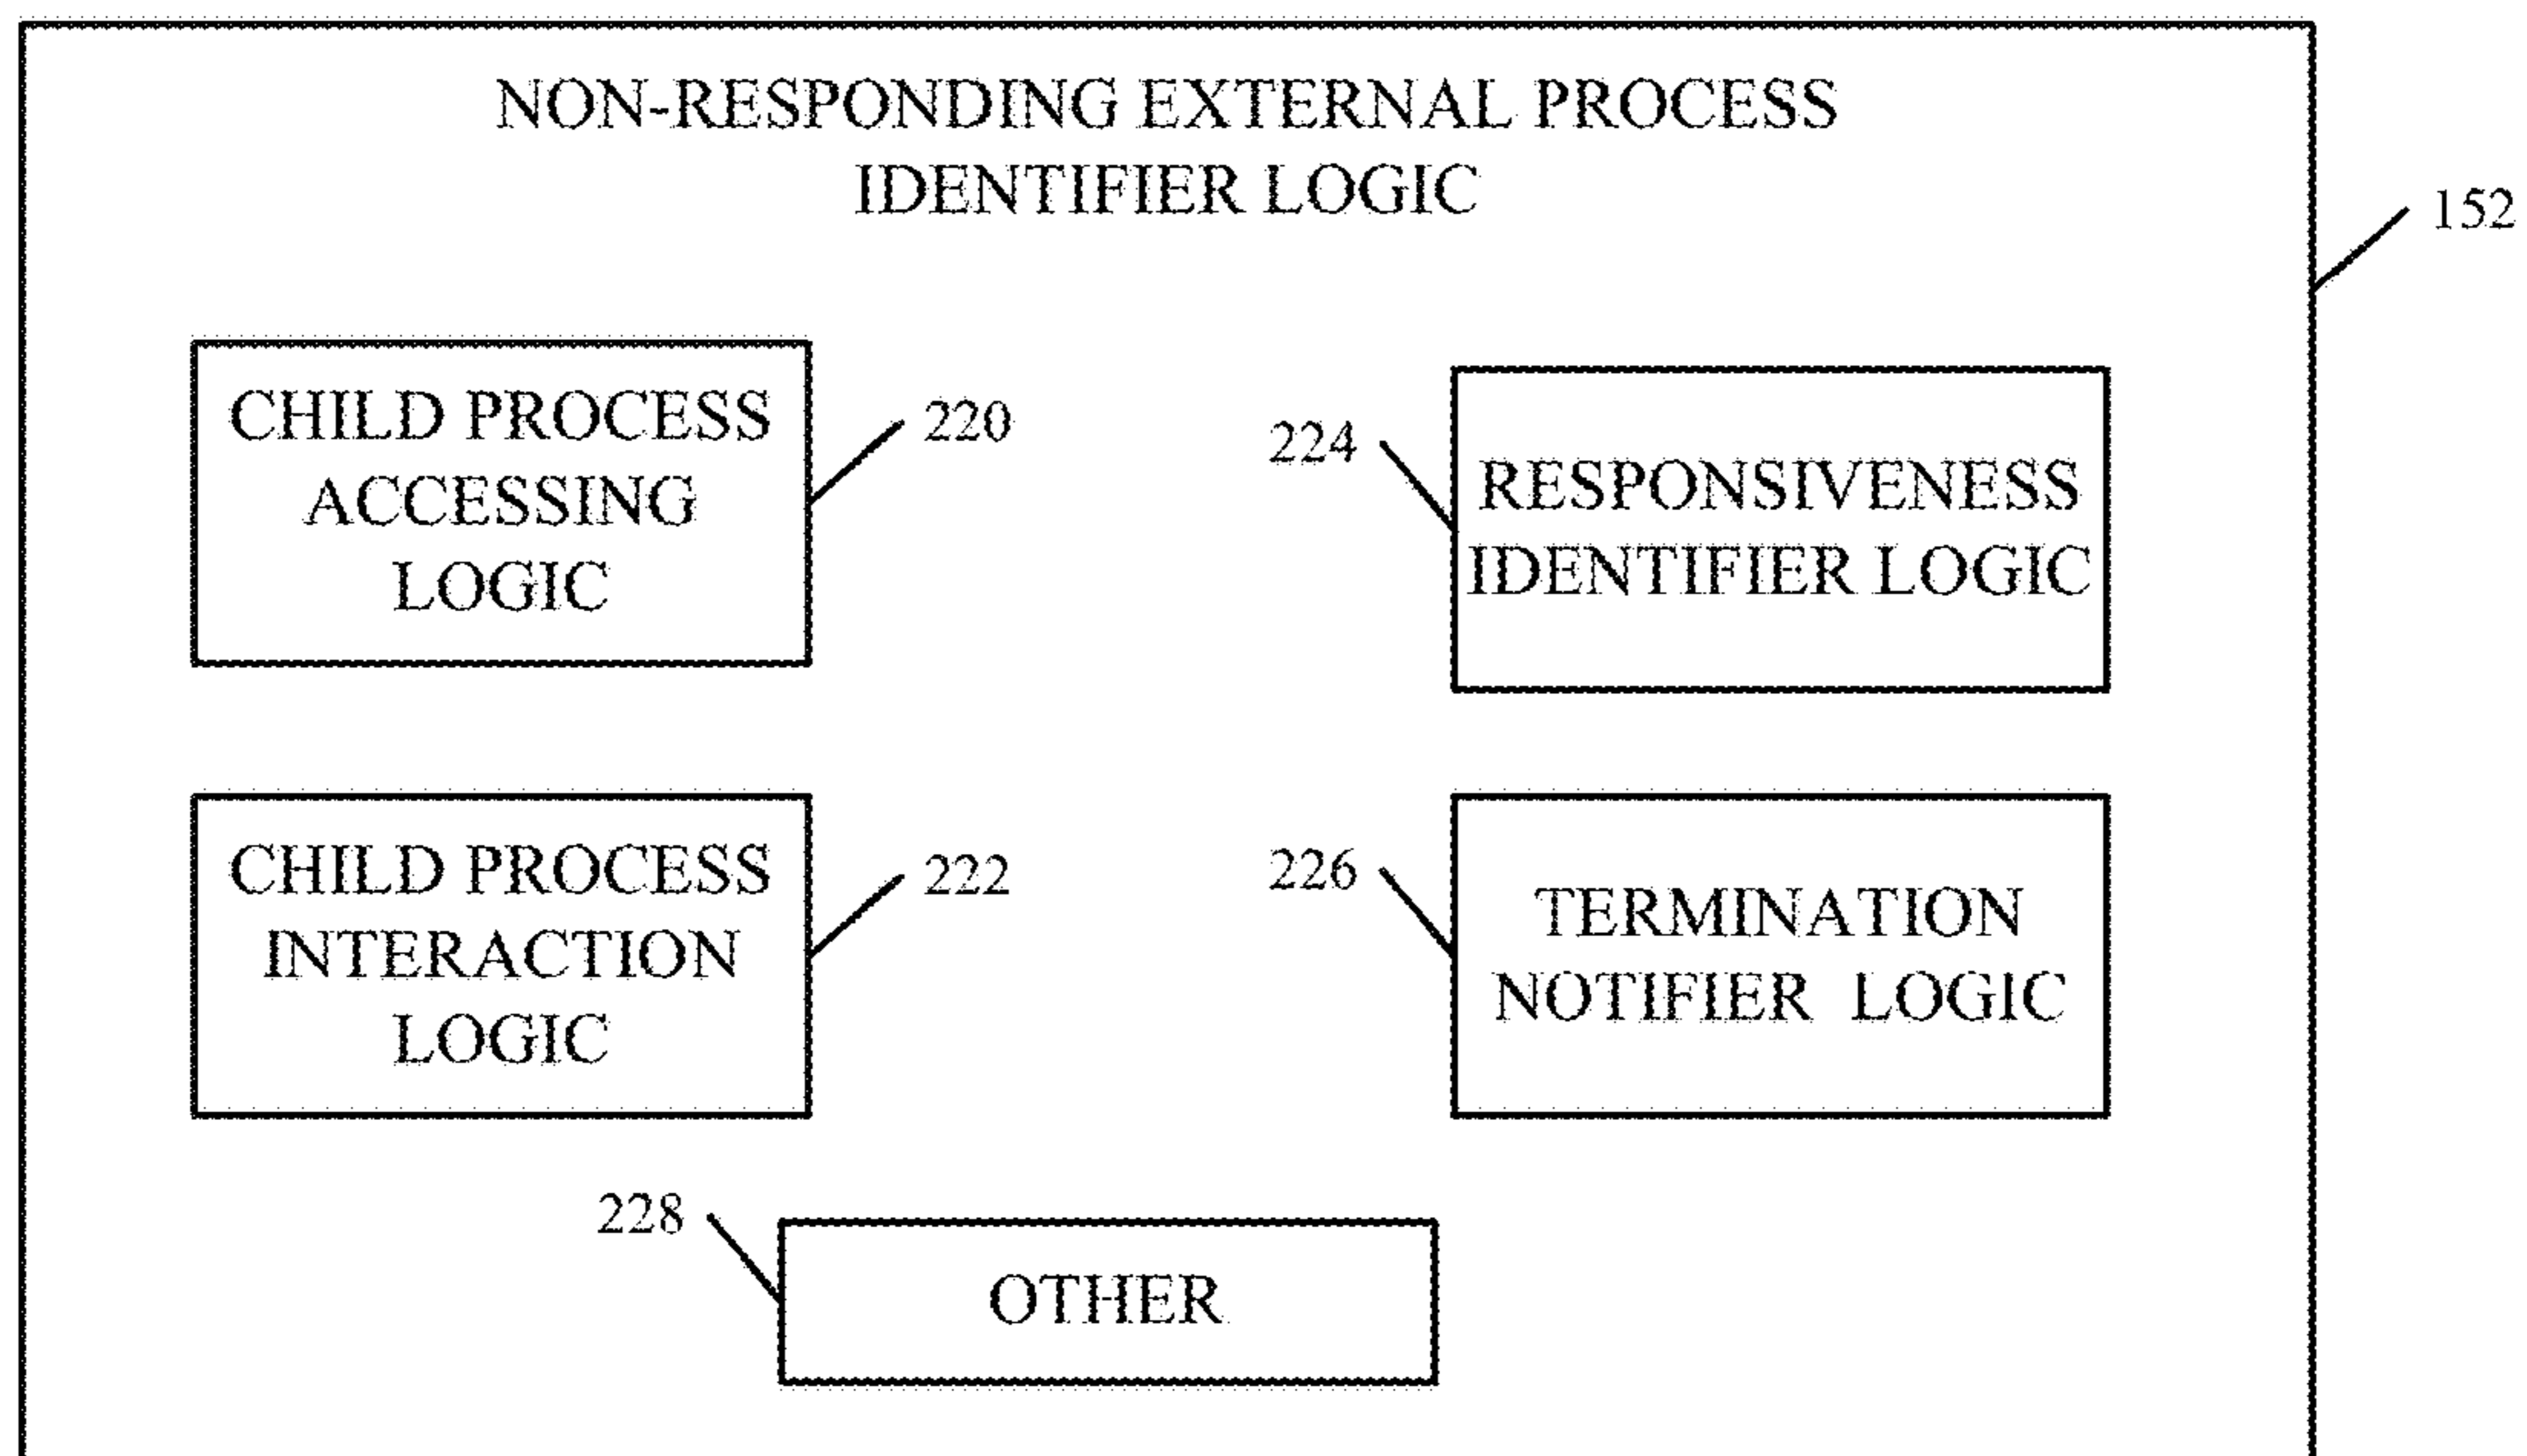 NON-RESPONDING EXTERNAL PROCESS
IDENTIFIER LOGIC
152
CHILD PROCESS
ACCESSING
LOGIC
220
224
RESPONSIVENESS
IDENTIFIER LOGIC
CHILD PROCESS
INTERACTION
LOGIC
222
226
TERMINATION
NOTIFIER LOGIC
228
OTHER